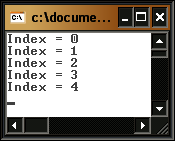 c:\docume...
Index = 0
Index = 1
Index = 2
Index = 3
Index = 4